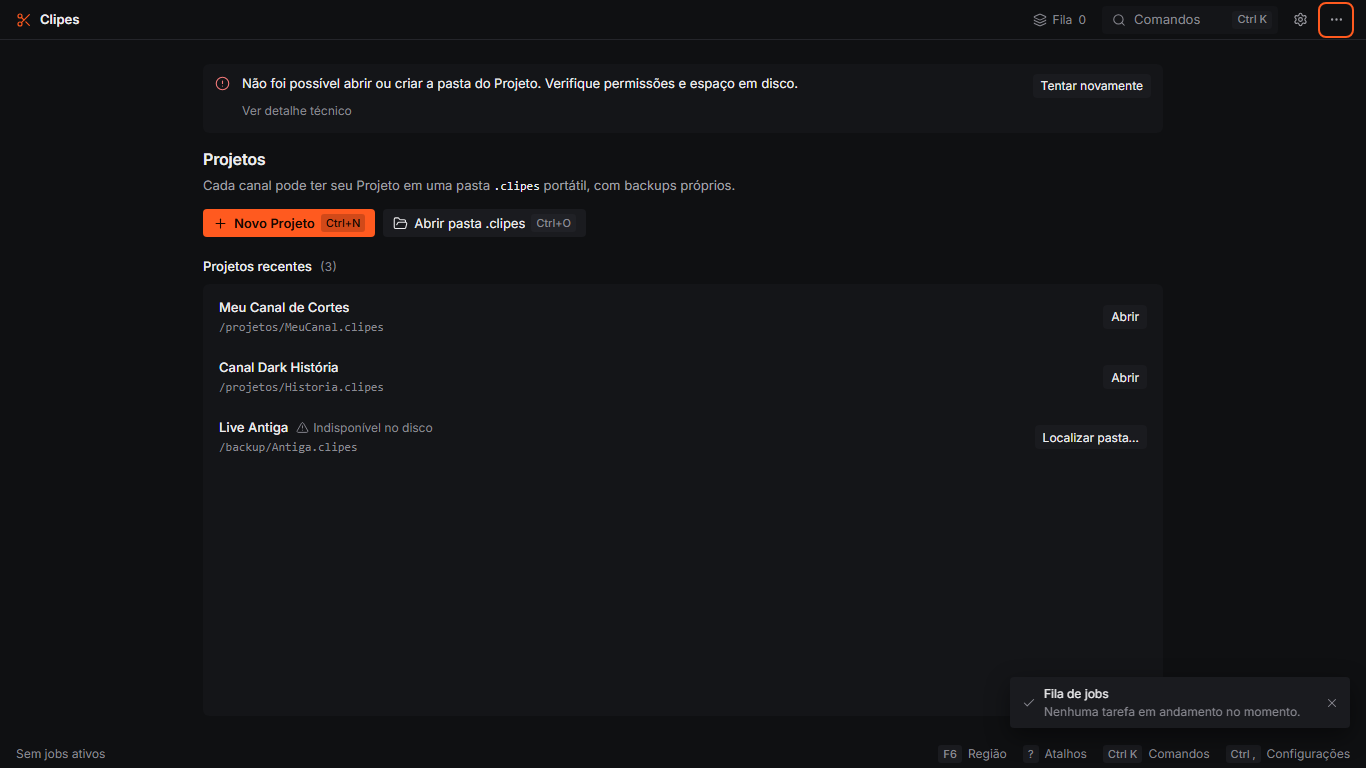 Clipes
Fila 0
Comandos Ctrl K
Não foi possível abrir ou criar a pasta do Projeto. Verifique permissões e espaço em disco.
Tentar novamente
Ver detalhe técnico
Projetos
Cada canal pode ter seu Projeto em uma pasta .clipes portátil, com backups próprios.
Novo Projeto Ctrl+N
Abrir pasta .clipes Ctrl+O
Projetos recentes (3)
Meu Canal de Cortes
/projetos/MeuCanal.clipes
Abrir
Canal Dark História
/projetos/Historia.clipes
Abrir
Live Antiga Indisponível no disco
/backup/Antiga.clipes
Localizar pasta...
Fila de jobs
Nenhuma tarefa em andamento no momento.
Sem jobs ativos
F6 Região ? Atalhos Ctrl K Comandos Ctrl , Configurações